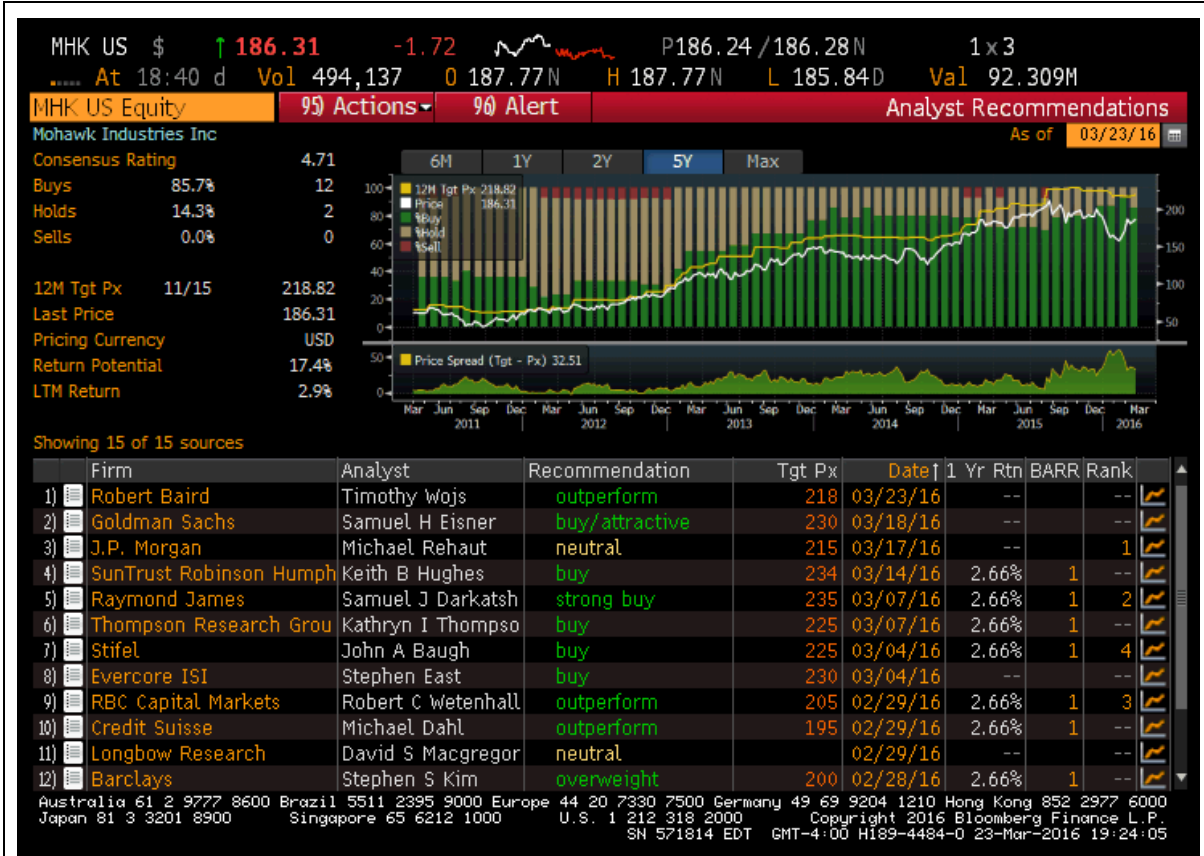 MHK US $ ↑ 186.31 -1.72 P186.24 /186.28N 1 x 3
At 18:40 d Vol 494,137 O 187.77N H 187.77N L 185.84D Val 92.309M
MHK US Equity 95) Actions 96) Alert Analyst Recommendations
Mohawk Industries Inc As of 03/23/16
Consensus Rating 4.71
Buys 85.7% 12
Holds 14.3% 2
Sells 0.0% 0
12M Tgt Px 11/15 218.82
Last Price 186.31
Pricing Currency USD
Return Potential 17.4%
LTM Return 2.9%
6M 1Y 2Y 5Y Max
12M Tgt Px 218.82
Price 186.31
%Buy
%Hold
%Sell
100
80
60
40
20
0
200
150
100
50
Price Spread (Tgt - Px) 32.51
50
0
Mar Jun Sep Dec Mar Jun Sep Dec Mar Jun Sep Dec Mar Jun Sep Dec Mar Jun Sep Dec Mar
2011 2012 2013 2014 2015 2016
Showing 15 of 15 sources
Firm Analyst Recommendation Tgt Px Date↑ 1 Yr Rtn BARR Rank
1) Robert Baird Timothy Wojs outperform 218 03/23/16 -- --
2) Goldman Sachs Samuel H Eisner buy/attractive 230 03/18/16 -- --
3) J.P. Morgan Michael Rehaut neutral 215 03/17/16 -- 1
4) SunTrust Robinson Humph Keith B Hughes buy 234 03/14/16 2.66% 1 --
5) Raymond James Samuel J Darkatsh strong buy 235 03/07/16 2.66% 1 2
6) Thompson Research Grou Kathryn I Thompso buy 225 03/07/16 2.66% 1 --
7) Stifel John A Baugh buy 225 03/04/16 2.66% 1 4
8) Evercore ISI Stephen East buy 230 03/04/16 -- --
9) RBC Capital Markets Robert C Wetenhall outperform 205 02/29/16 2.66% 1 3
10) Credit Suisse Michael Dahl outperform 195 02/29/16 2.66% 1 --
11) Longbow Research David S Macgregor neutral 02/29/16 -- --
12) Barclays Stephen S Kim overweight 200 02/28/16 2.66% 1 --
Australia 61 2 9777 8600 Brazil 5511 2395 9000 Europe 44 20 7330 7500 Germany 49 69 9204 1210 Hong Kong 852 2977 6000
Japan 81 3 3201 8900 Singapore 65 6212 1000 U.S. 1 212 318 2000 Copyright 2016 Bloomberg Finance L.P.
SN 571814 EDT GMT-4:00 H189-4484-0 23-Mar-2016 19:24:05